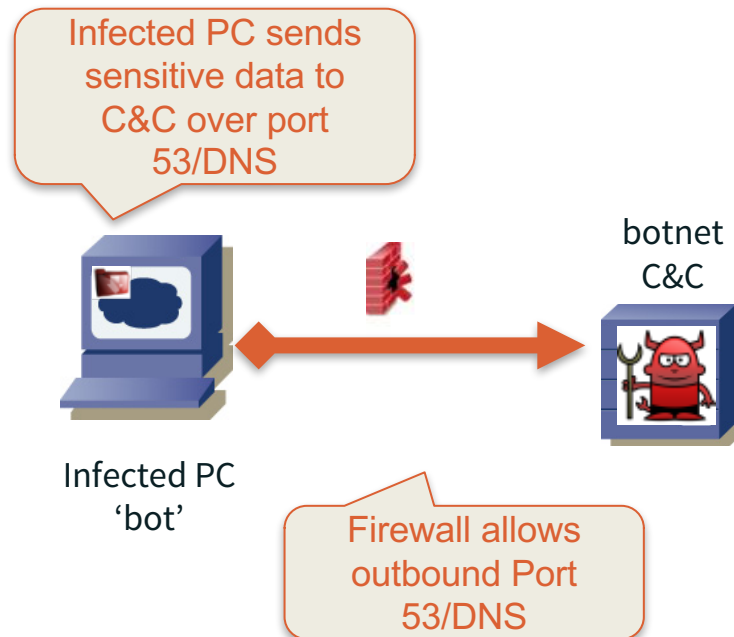 Infected PC sends
sensitive data to
C&C over port
53/DNS
botnet
C&C
Infected PC
‘bot’
Firewall allows
outbound Port
53/DNS